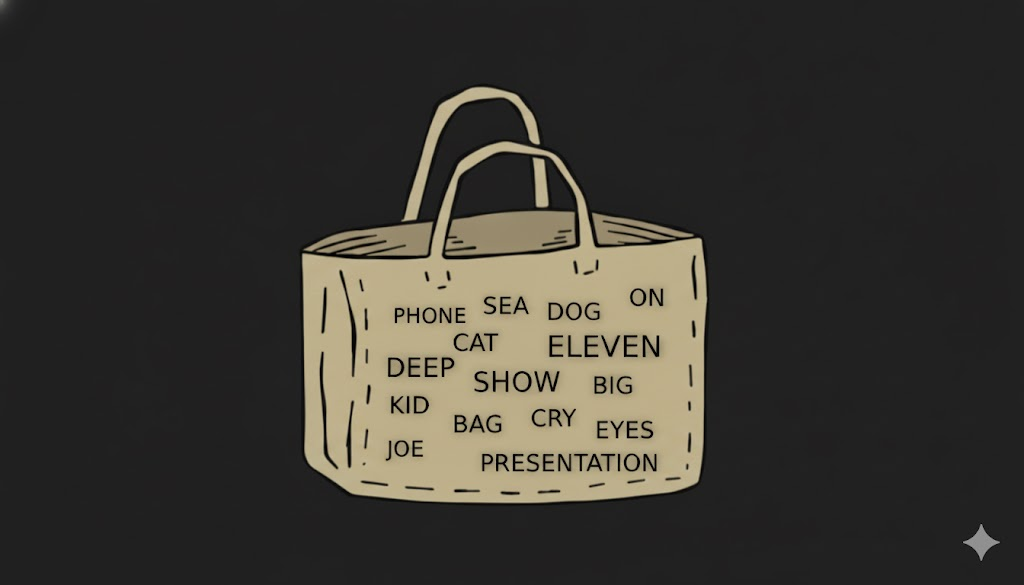 PHONE SEA DOG ON
CAT ELEVEN
DEEP SHOW BIG
KID BAG CRY EYES
JOE PRESENTATION